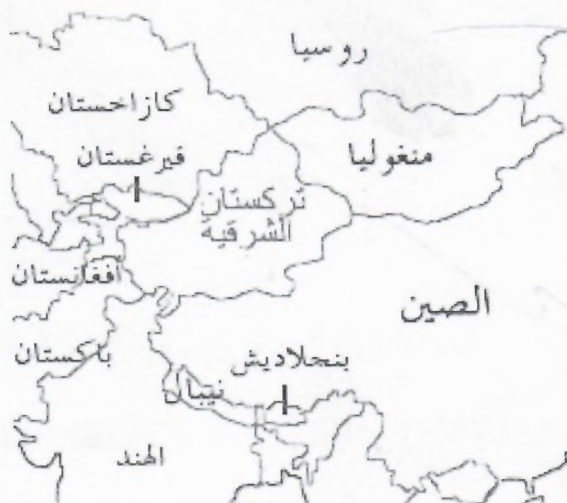 روسيا
كازاخستان
منغوليا
قيرغستان
تركستان
الشرقية
أفغانستان
الصين
باكستان
بنجلاديش
نيبال
الهند